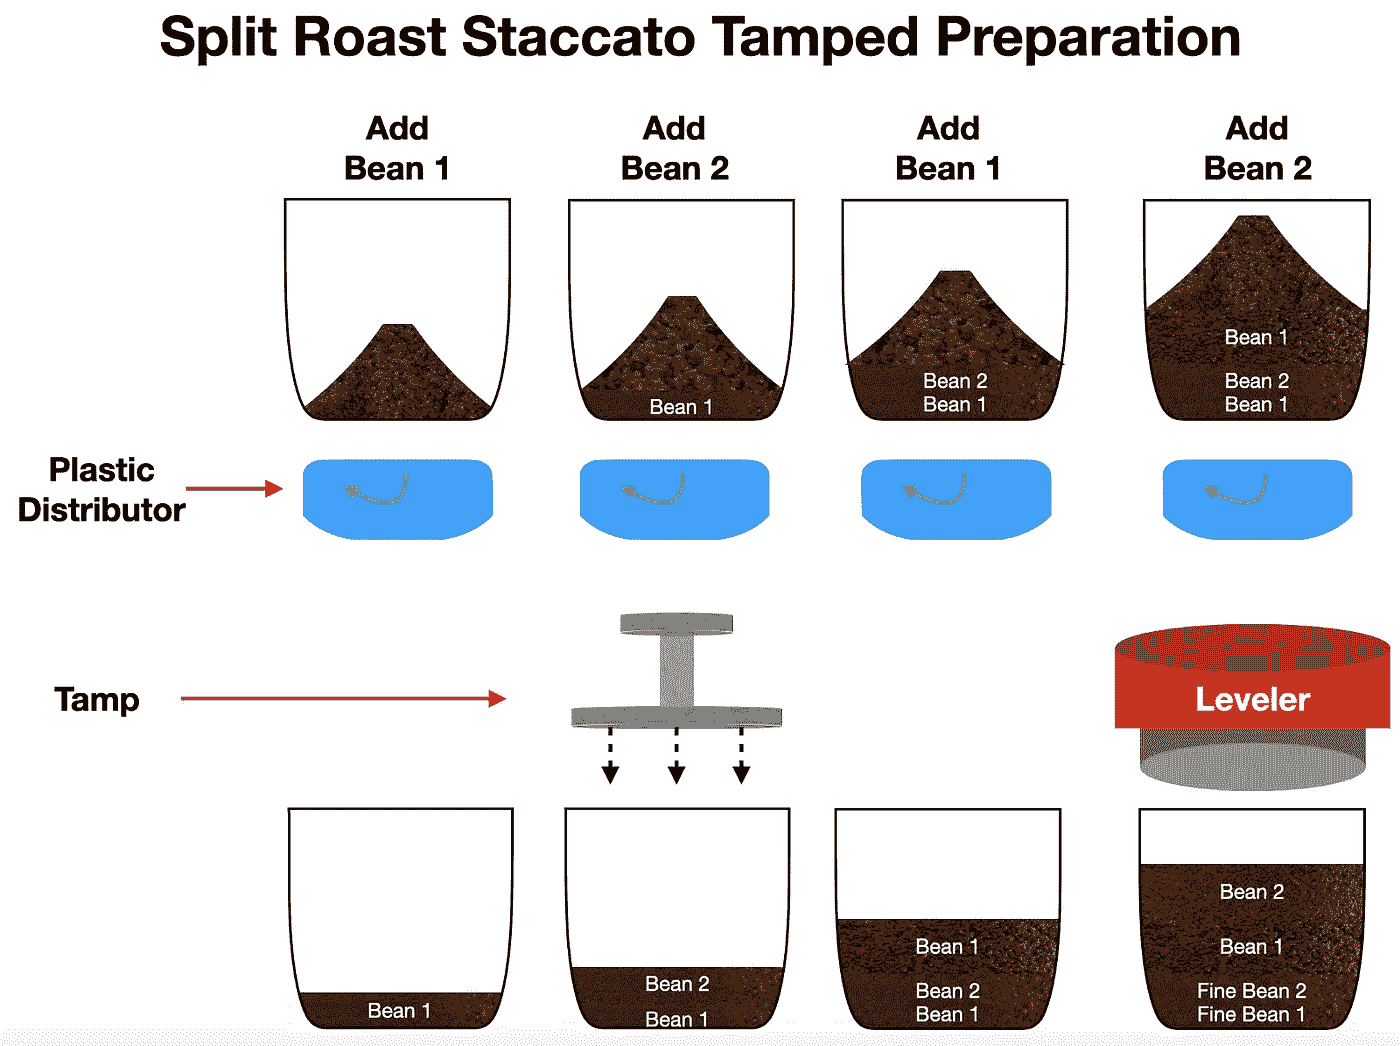 Split Roast Staccato Tamped Preparation
Add
Bean 1
Add
Bean 2
Add
Bean 1
Add
Bean 2
Bean 1
Bean 2
Bean 1
Bean 1
Bean 2
Bean 1
Plastic
Distributor
Tamp
Leveler
Bean 1
Bean 2
Bean 1
Bean 1
Bean 2
Bean 1
Bean 2
Bean 1
Fine Bean 2
Fine Bean 1